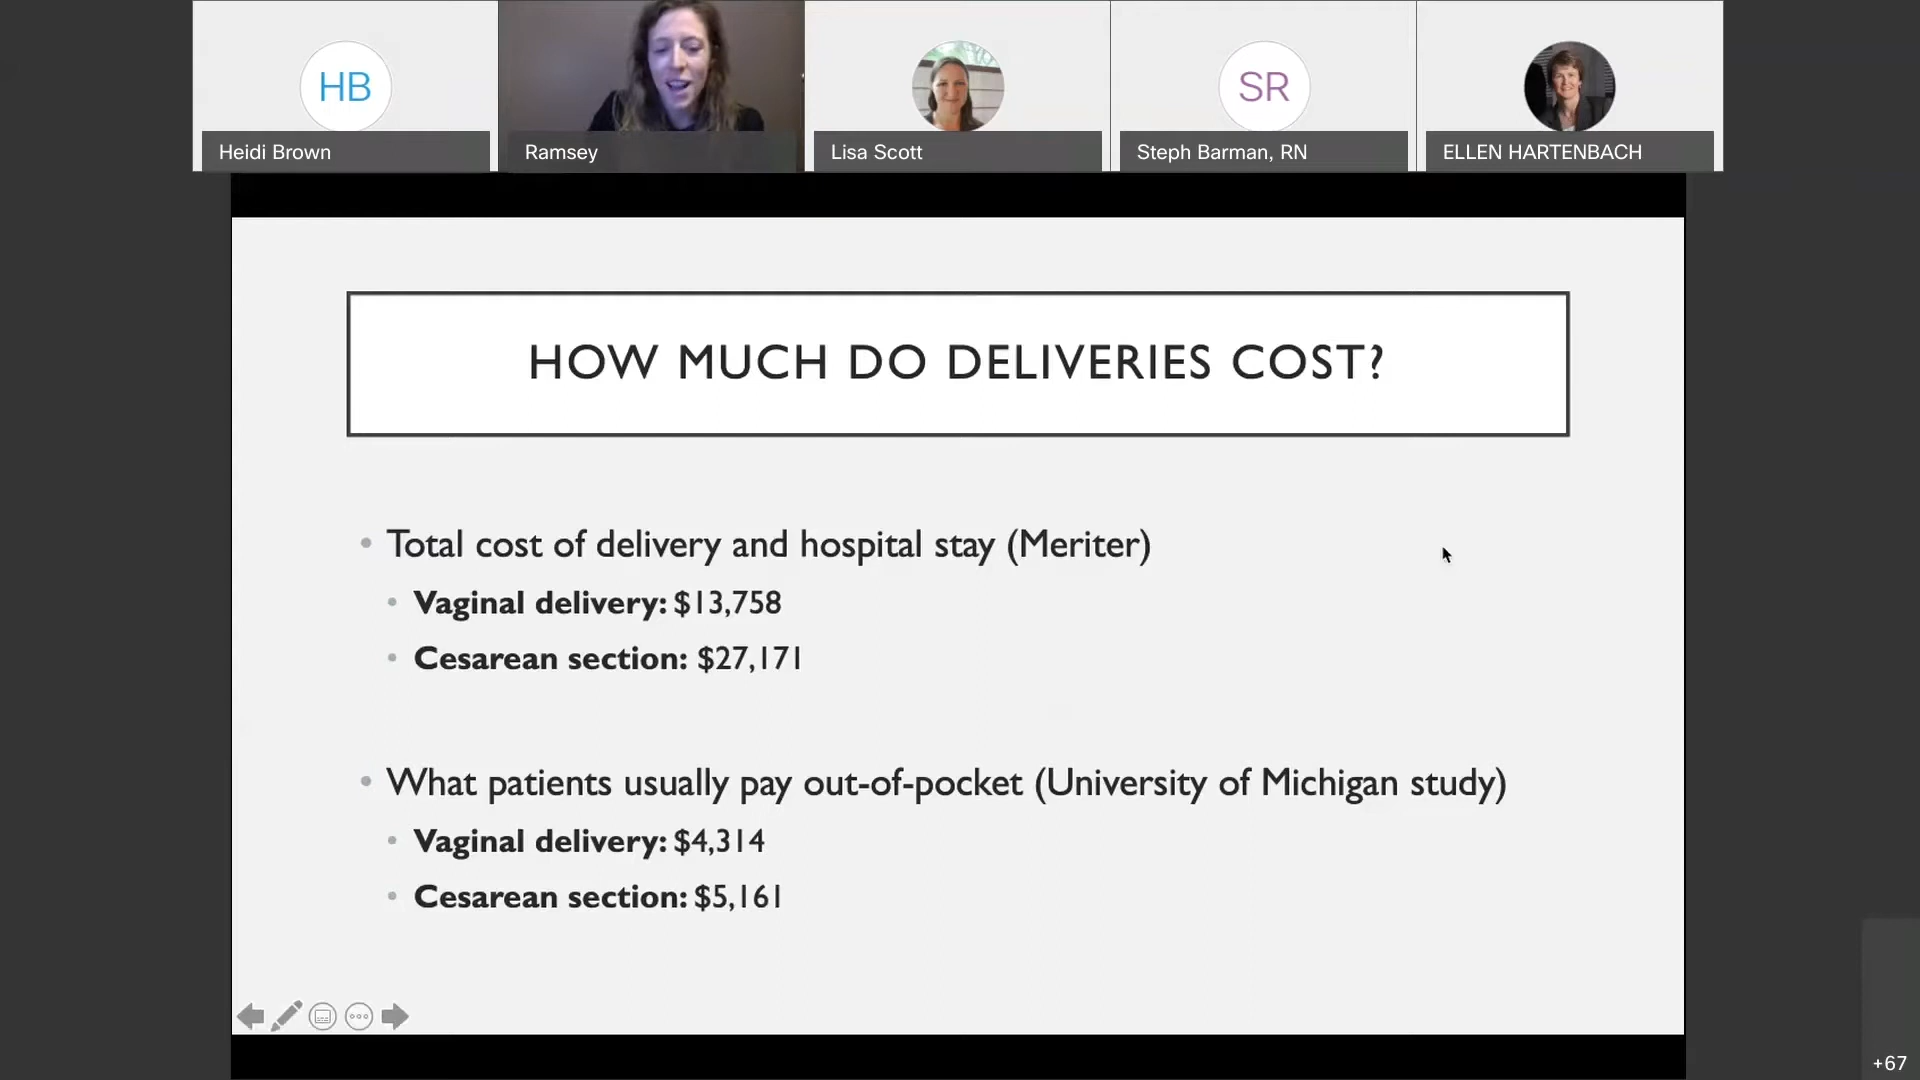 HB
SR
Heidi Brown
Ramsey
Lisa Scott
Steph Barman, RN
ELLEN HARTENBACH
HOW MUCH DO DELIVERIES COST?
• Total cost of delivery and hospital stay (Meriter)
• Vaginal delivery: $13,758
• Cesarean section: $27,171
• What patients usually pay out-of-pocket (University of Michigan study)
• Vaginal delivery: $4,314
• Cesarean section: $5,161
+67